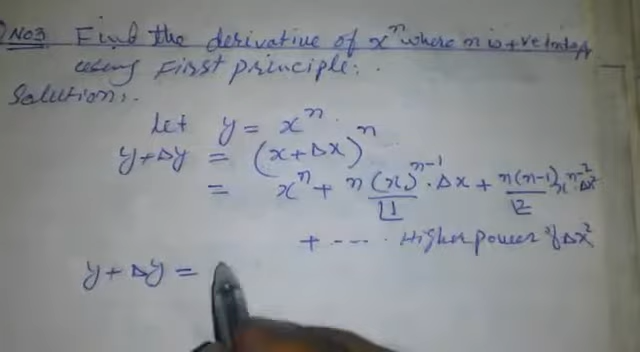 No3 Find the derivative of x^n where n is +ve integer
using First principle.
Solution:
Let y = x^n
y+Δy = (x+Δx)^n
= x^n + n(x)^{n-1}/⌊1 · Δx + n(n-1)/⌊2 x^{n-2} · Δx^2
+ ---- Higher power of Δx^2
y+Δy =